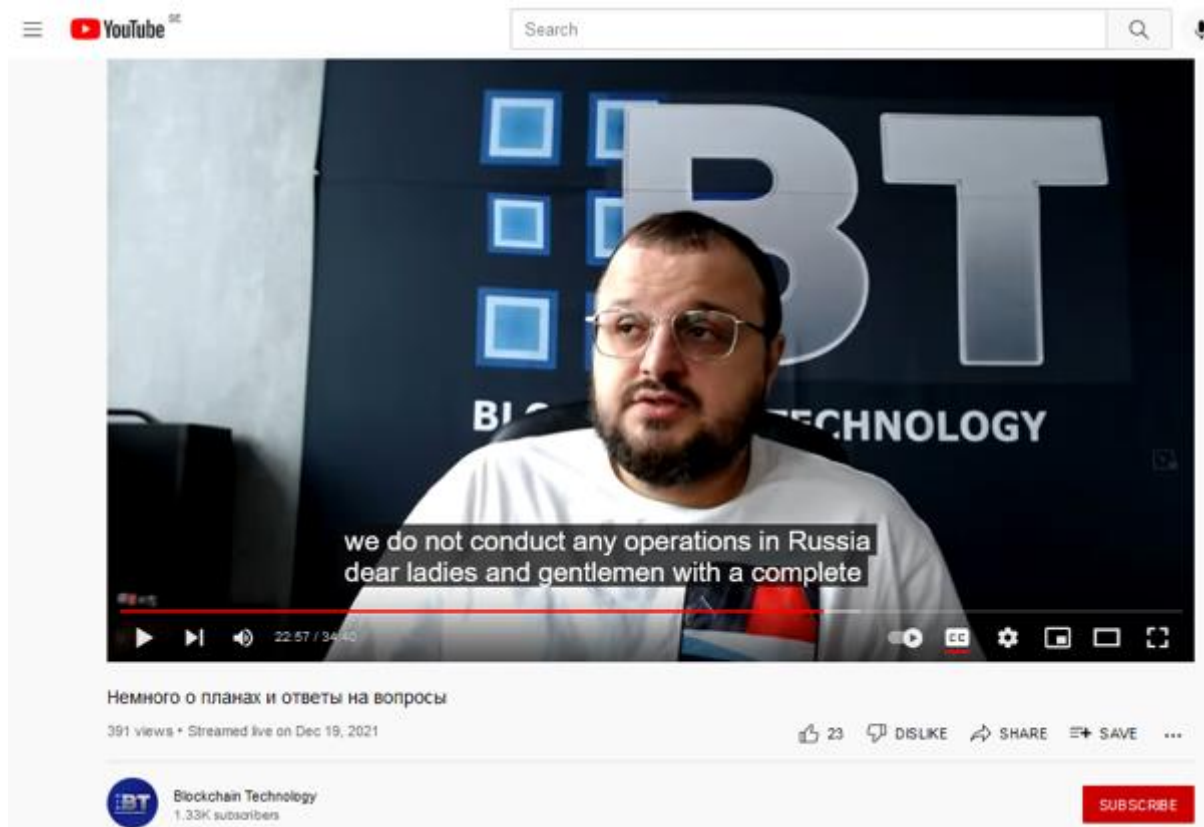 YouTube SE
Search
BT
TECHNOLOGY
we do not conduct any operations in Russia
dear ladies and gentlemen with a complete
22:57 / 34:40
CC
Немного о планах и ответы на вопросы
391 views • Streamed live on Dec 19, 2021
23 DISLIKE SHARE SAVE
BT
Blockchain Technology
1.33K subscribers
SUBSCRIBE